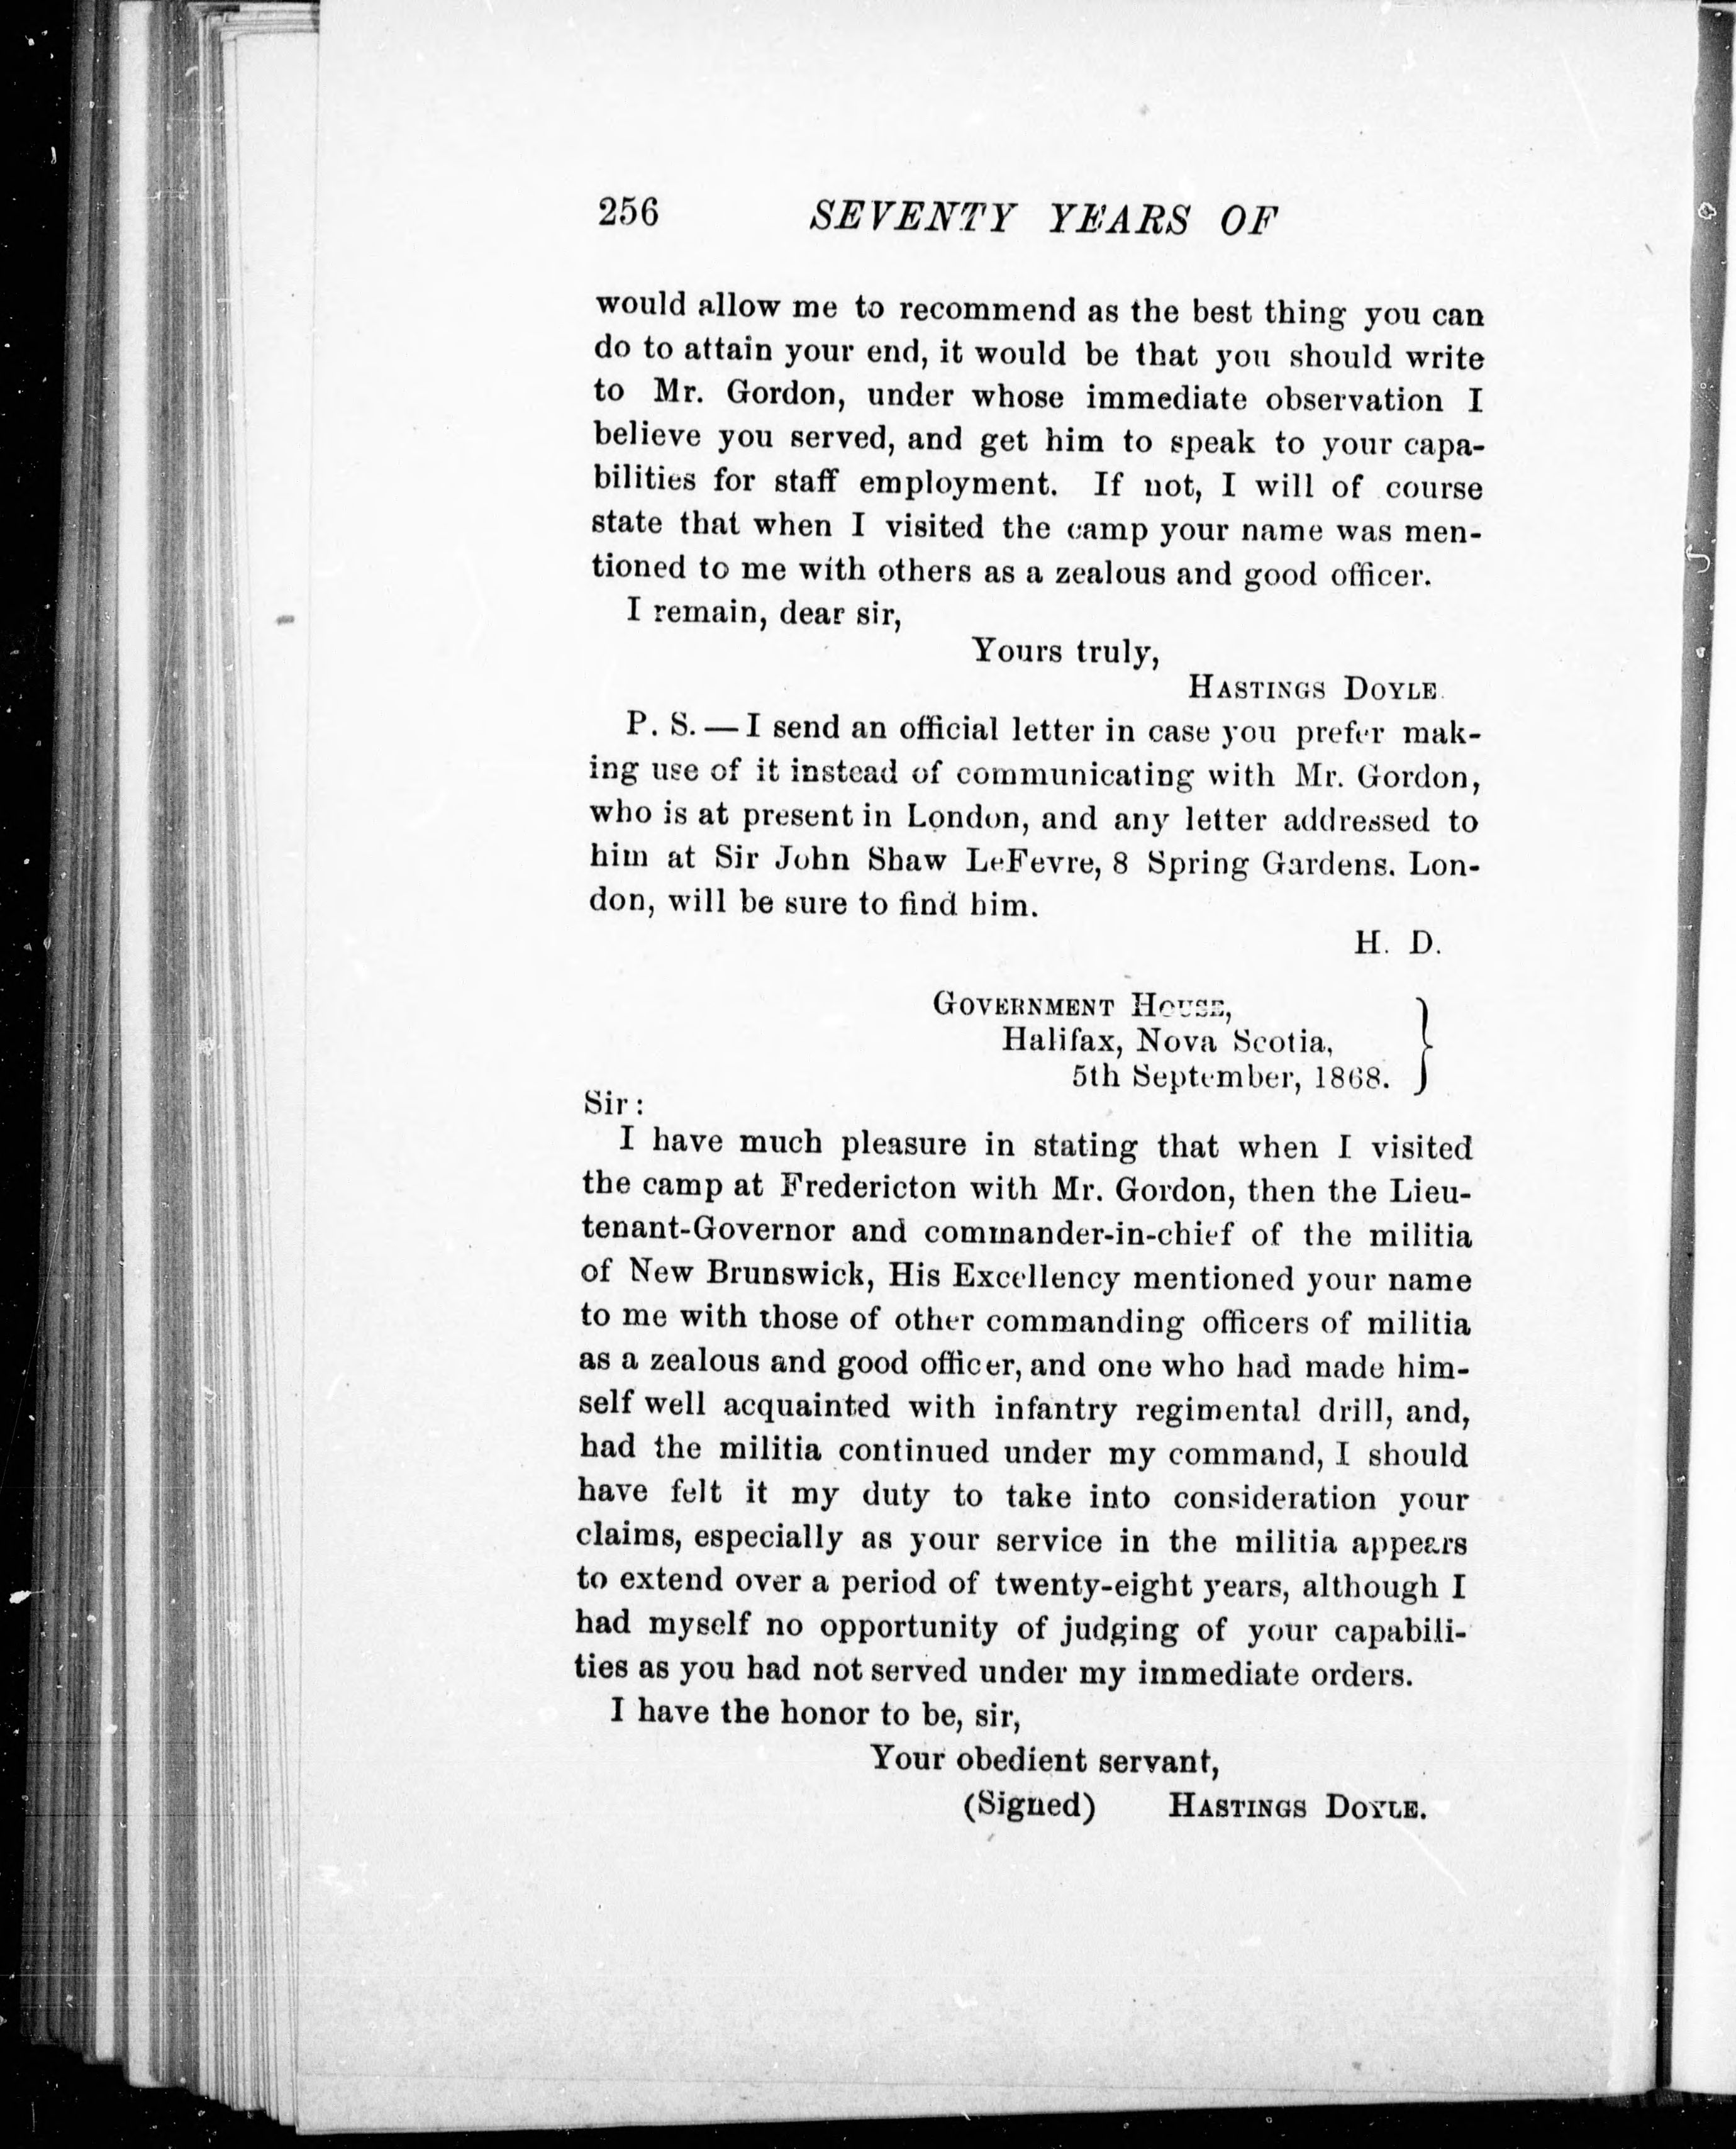 256 SEVENTY YEARS OF
would allow me to recommend as the best thing you can
do to attain your end, it would be that you should write
to Mr. Gordon, under whose immediate observation I
believe you served, and get him to speak to your capa-
bilities for staff employment. If not, I will of course
state that when I visited the camp your name was men-
tioned to me with others as a zealous and good officer.
I remain, dear sir,
Yours truly,
HASTINGS DOYLE.
P. S. — I send an official letter in case you prefer mak-
ing use of it instead of communicating with Mr. Gordon,
who is at present in London, and any letter addressed to
him at Sir John Shaw LeFevre, 8 Spring Gardens. Lon-
don, will be sure to find him.
H. D.
GOVERNMENT HOUSE,
Halifax, Nova Scotia,
5th September, 1868.
Sir:
I have much pleasure in stating that when I visited
the camp at Fredericton with Mr. Gordon, then the Lieu-
tenant-Governor and commander-in-chief of the militia
of New Brunswick, His Excellency mentioned your name
to me with those of other commanding officers of militia
as a zealous and good officer, and one who had made him-
self well acquainted with infantry regimental drill, and,
had the militia continued under my command, I should
have felt it my duty to take into consideration your
claims, especially as your service in the militia appears
to extend over a period of twenty-eight years, although I
had myself no opportunity of judging of your capabili-
ties as you had not served under my immediate orders.
I have the honor to be, sir,
Your obedient servant,
(Signed) HASTINGS DOYLE.